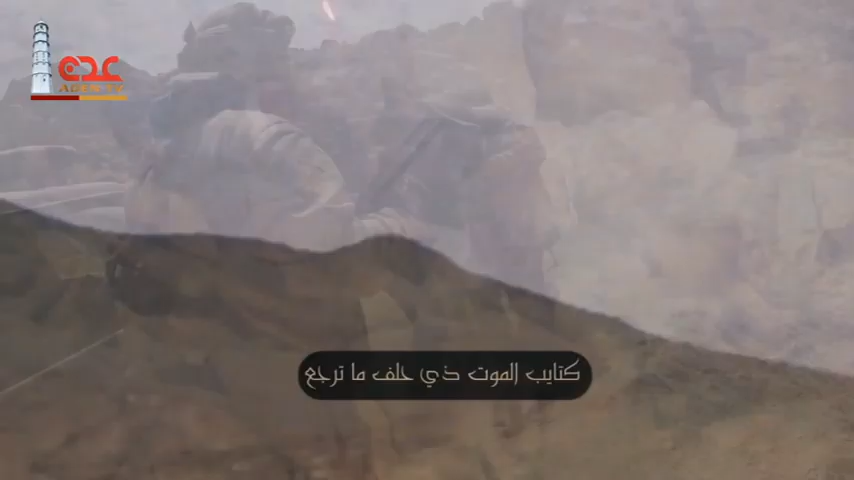 عدن
ADEN TV
كتايب الموت ذي حلف ما ترجع